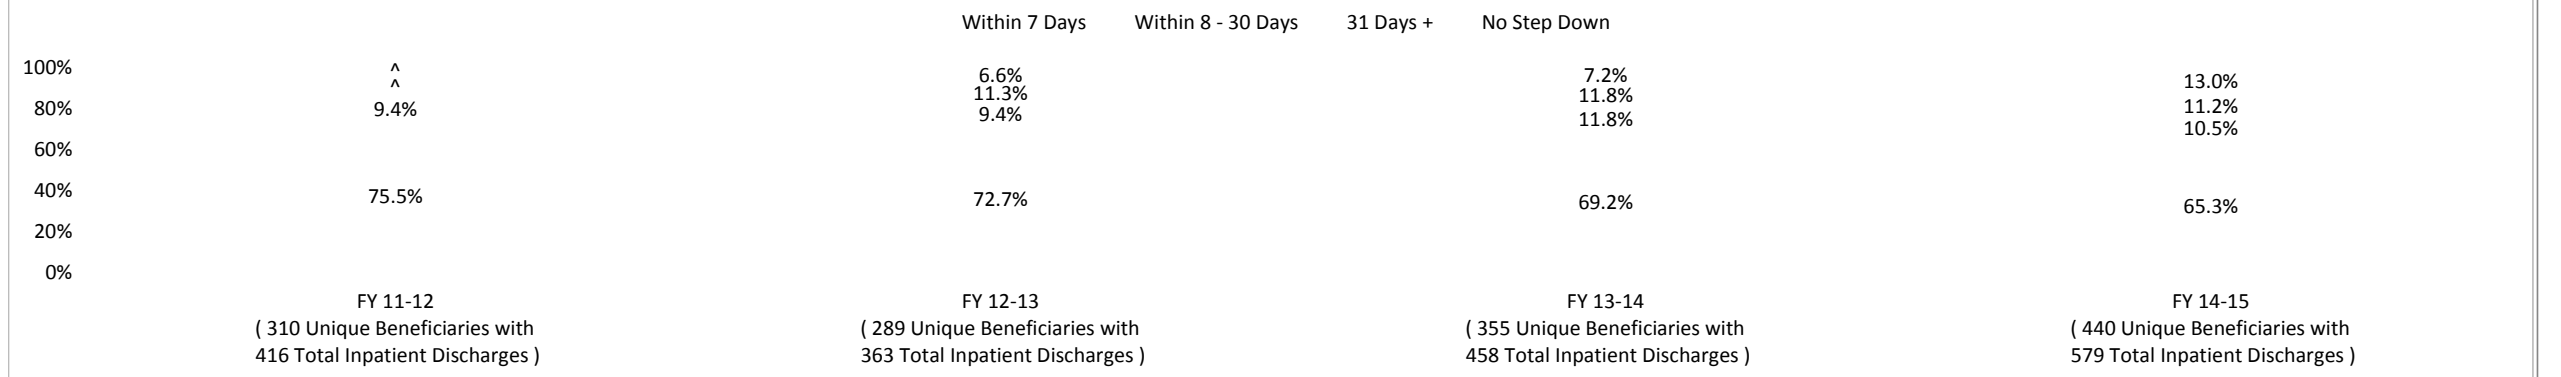 Within 7 Days Within 8 - 30 Days 31 Days + No Step Down
100%
80%
60%
40%
20%
0%
^
^
9.4%
75.5%
6.6%
11.3%
9.4%
72.7%
7.2%
11.8%
11.8%
69.2%
13.0%
11.2%
10.5%
65.3%
FY 11-12
( 310 Unique Beneficiaries with
416 Total Inpatient Discharges )
FY 12-13
( 289 Unique Beneficiaries with
363 Total Inpatient Discharges )
FY 13-14
( 355 Unique Beneficiaries with
458 Total Inpatient Discharges )
FY 14-15
( 440 Unique Beneficiaries with
579 Total Inpatient Discharges )